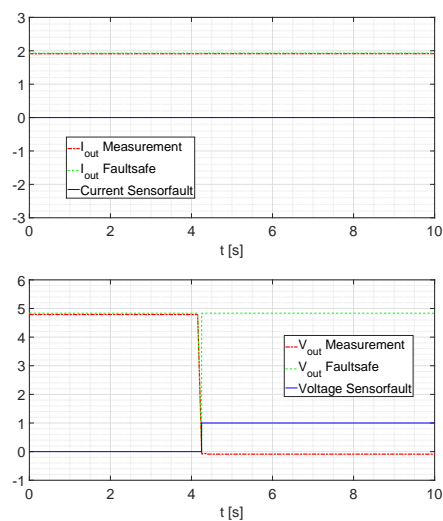 3
2
1
0
-1
-2
-3
I_out Measurement
I_out Faultsafe
Current Sensorfault
0 2 4 6 8 10
t [s]
6
5
4
3
2
1
0
-1
V_out Measurement
V_out Faultsafe
Voltage Sensorfault
0 2 4 6 8 10
t [s]